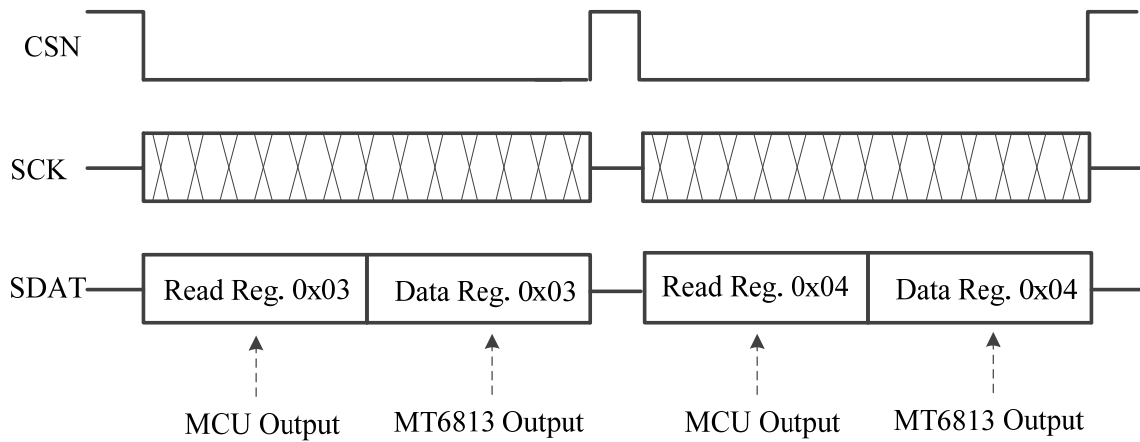 CSN
SCK
SDAT
Read Reg. 0x03
Data Reg. 0x03
Read Reg. 0x04
Data Reg. 0x04
MCU Output
MT6813 Output
MCU Output
MT6813 Output